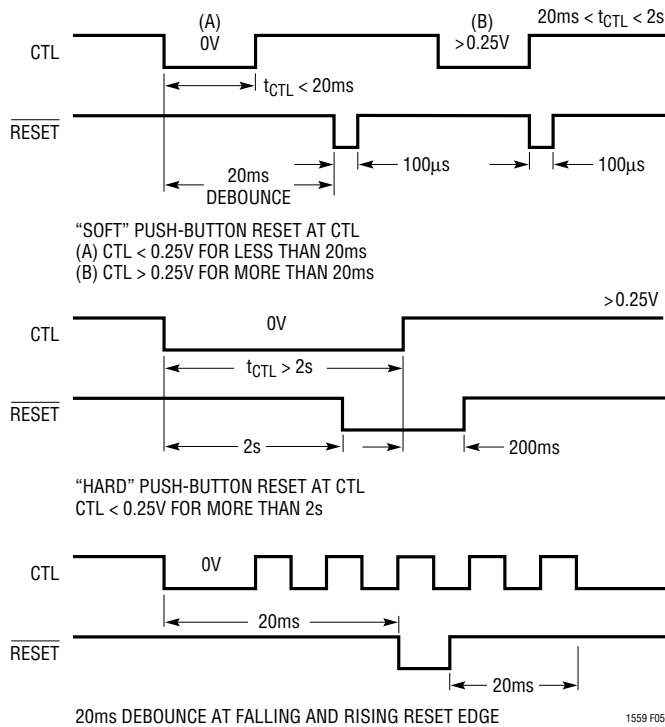 (A)
(B)
20ms < tCTL < 2s
CTL
0V
>0.25V
tCTL < 20ms
RESET
100μs
100μs
20ms
DEBOUNCE
“SOFT” PUSH-BUTTON RESET AT CTL
(A) CTL < 0.25V FOR LESS THAN 20ms
(B) CTL > 0.25V FOR MORE THAN 20ms
>0.25V
CTL
0V
tCTL > 2s
RESET
2s
200ms
“HARD” PUSH-BUTTON RESET AT CTL
CTL < 0.25V FOR MORE THAN 2s
CTL
0V
20ms
RESET
20ms
20ms DEBOUNCE AT FALLING AND RISING RESET EDGE
1559 F05